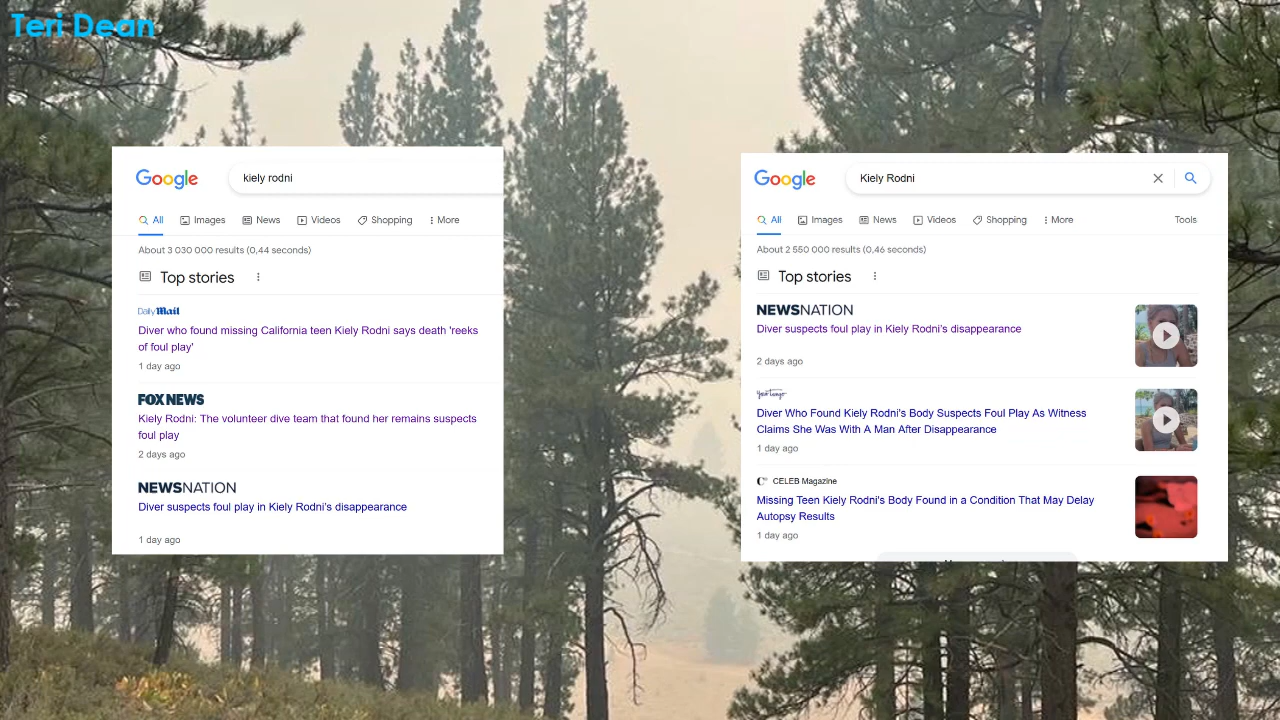 Teri Dean
Google
kiely rodni
All
Images
News
Videos
Shopping
More
About 3 030 000 results (0,44 seconds)
Top stories
Daily Mail
Diver who found missing California teen Kiely Rodni says death 'reeks
of foul play'
1 day ago
FOX NEWS
Kiely Rodni: The volunteer dive team that found her remains suspects
foul play
2 days ago
NEWSNATION
Diver suspects foul play in Kiely Rodni's disappearance
1 day ago
Google
Kiely Rodni
All
Images
News
Videos
Shopping
More
Tools
About 2 550 000 results (0,46 seconds)
Top stories
NEWSNATION
Diver suspects foul play in Kiely Rodni's disappearance
2 days ago
YourTango
Diver Who Found Kiely Rodni's Body Suspects Foul Play As Witness
Claims She Was With A Man After Disappearance
1 day ago
CELEB Magazine
Missing Teen Kiely Rodni's Body Found in a Condition That May Delay
Autopsy Results
1 day ago